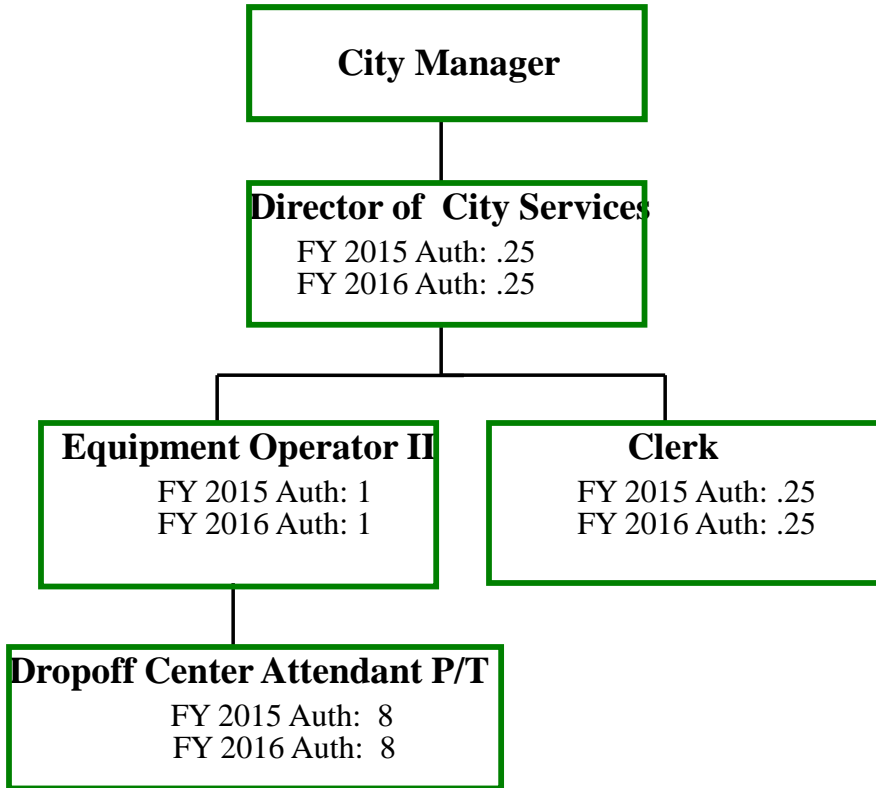 City Manager
Director of City Services
FY 2015 Auth: .25
FY 2016 Auth: .25
Equipment Operator II
FY 2015 Auth: 1
FY 2016 Auth: 1
Clerk
FY 2015 Auth: .25
FY 2016 Auth: .25
Dropoff Center Attendant P/T
FY 2015 Auth: 8
FY 2016 Auth: 8